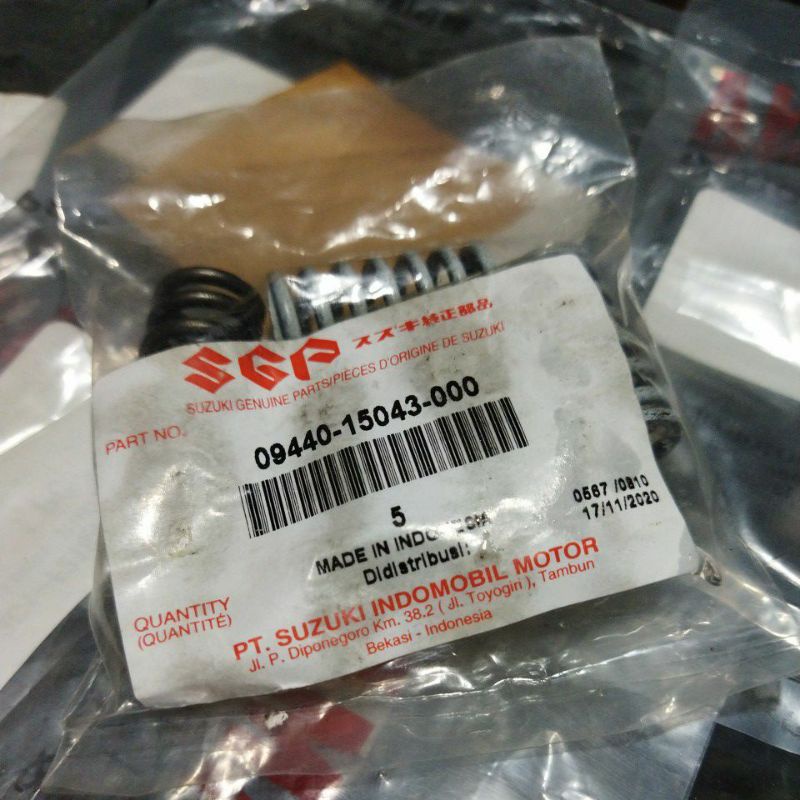 SGP スズキ純正部品
SUZUKI GENUINE PARTS/PIÈCES D'ORIGINE DE SUZUKI
PART NO.
09440-15043-000
5
0567 /0810
17/11/2020
MADE IN INDONESIA
Didistribusi:
QUANTITY
(QUANTITÉ)
PT. SUZUKI INDOMOBIL MOTOR
Jl. P. Diponegoro Km. 38.2 ( Jl. Toyogiri ), Tambun
Bekasi - Indonesia